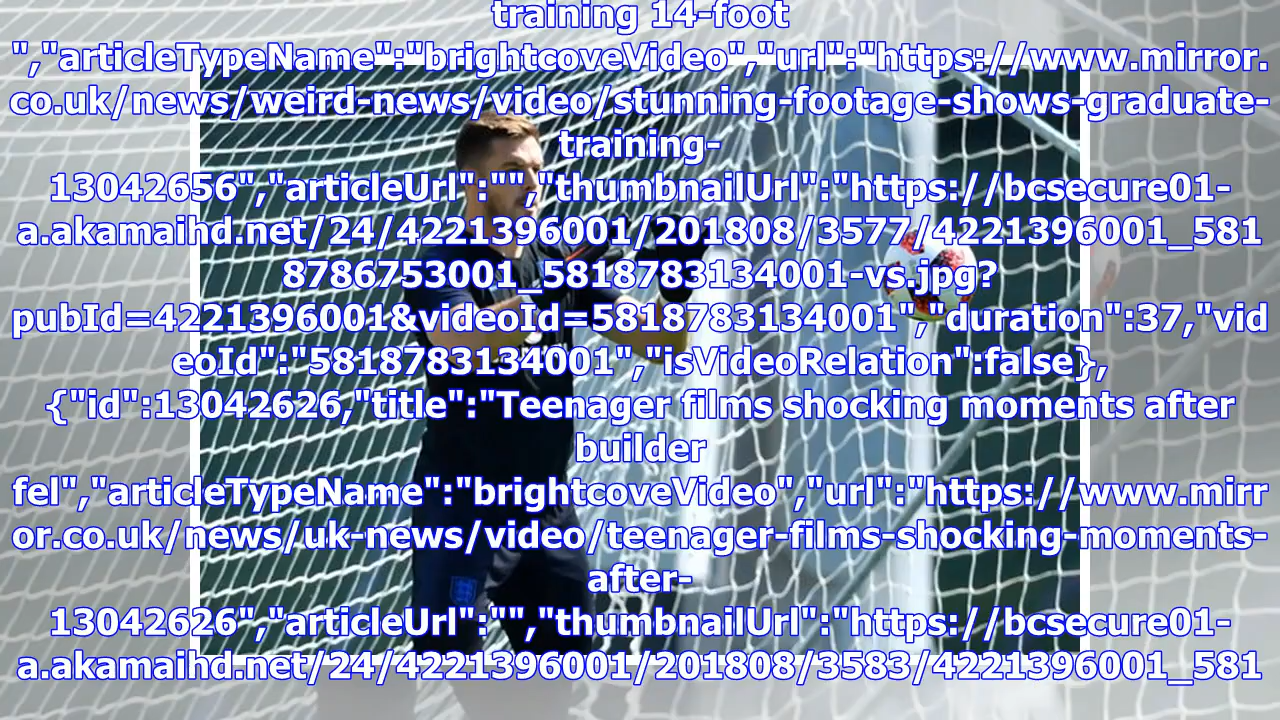 training 14-foot
","articleTypeName":"brightcoveVideo","url":"https://www.mirror.
co.uk/news/weird-news/video/stunning-footage-shows-graduate-
training-
13042656","articleUrl":"","thumbnailUrl":"https://bcsecure01-
a.akamaihd.net/24/4221396001/201808/3577/4221396001_581
8786753001_5818783134001-vs.jpg?
pubId=4221396001&videoId=5818783134001","duration":37,"vid
eoId":"5818783134001","isVideoRelation":false},
{"id":13042626,"title":"Teenager films shocking moments after
builder
fel","articleTypeName":"brightcoveVideo","url":"https://www.mirr
or.co.uk/news/uk-news/video/teenager-films-shocking-moments-
after-
13042626","articleUrl":"","thumbnailUrl":"https://bcsecure01-
a.akamaihd.net/24/4221396001/201808/3583/4221396001_581